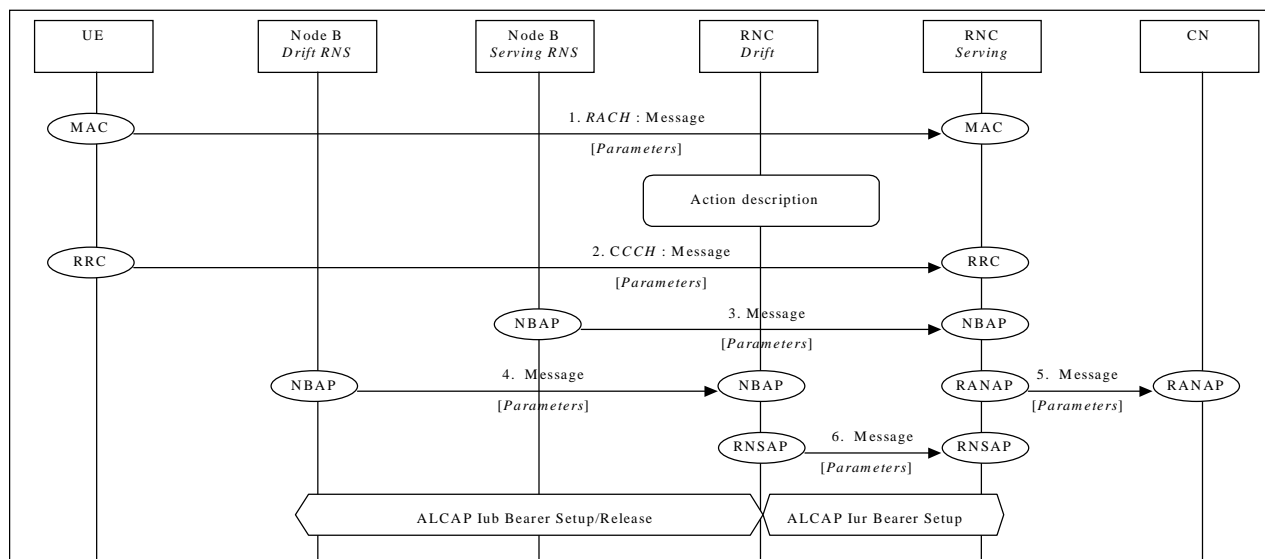 UE
Node B
Drift RNS
Node B
Serving RNS
RNC
Drift
RNC
Serving
CN
MAC
1. RACH : Message
[Parameters]
MAC
Action description
RRC
2. CCCH : Message
[Parameters]
RRC
NBAP
3. Message
[Parameters]
NBAP
NBAP
4. Message
[Parameters]
NBAP
RANAP
5. Message
[Parameters]
RANAP
RNSAP
6. Message
[Parameters]
RNSAP
ALCAP Iub Bearer Setup/Release
ALCAP Iur Bearer Setup